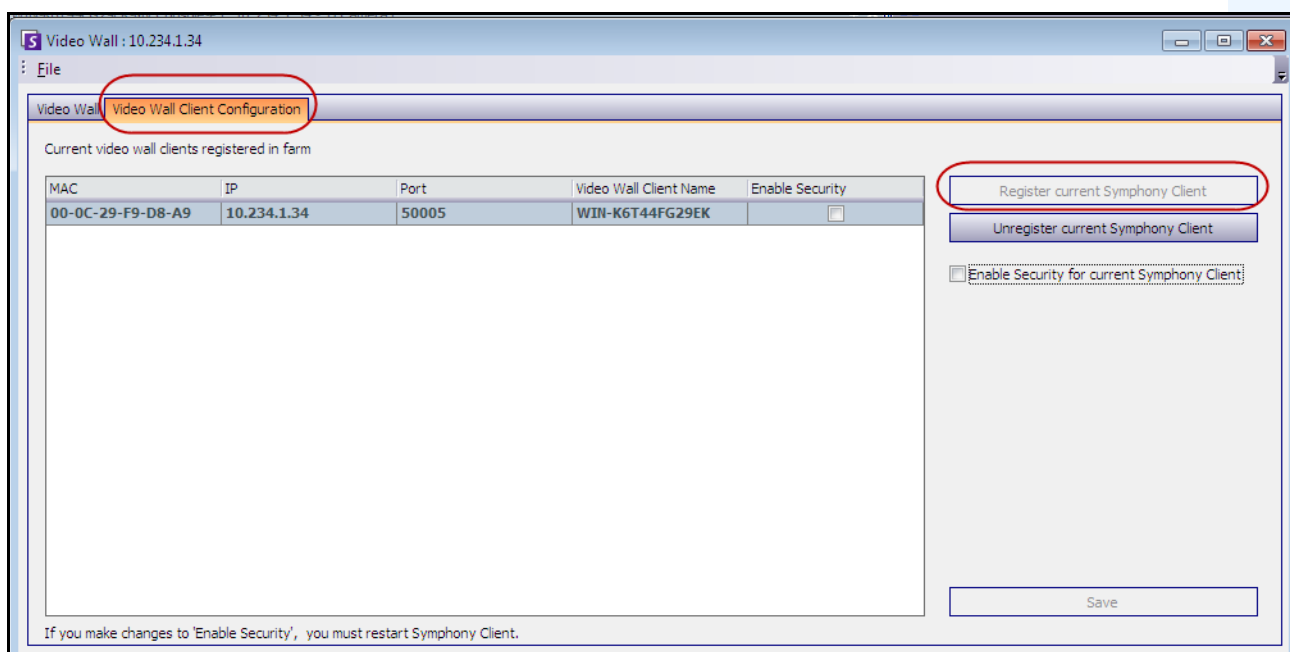 Video Wall : 10.234.1.34
File
Video Wall Video Wall Client Configuration
Current video wall clients registered in farm
MAC IP Port Video Wall Client Name Enable Security
00-0C-29-F9-D8-A9 10.234.1.34 50005 WIN-K6T44FG29EK
Register current Symphony Client
Unregister current Symphony Client
Enable Security for current Symphony Client
Save
If you make changes to 'Enable Security', you must restart Symphony Client.